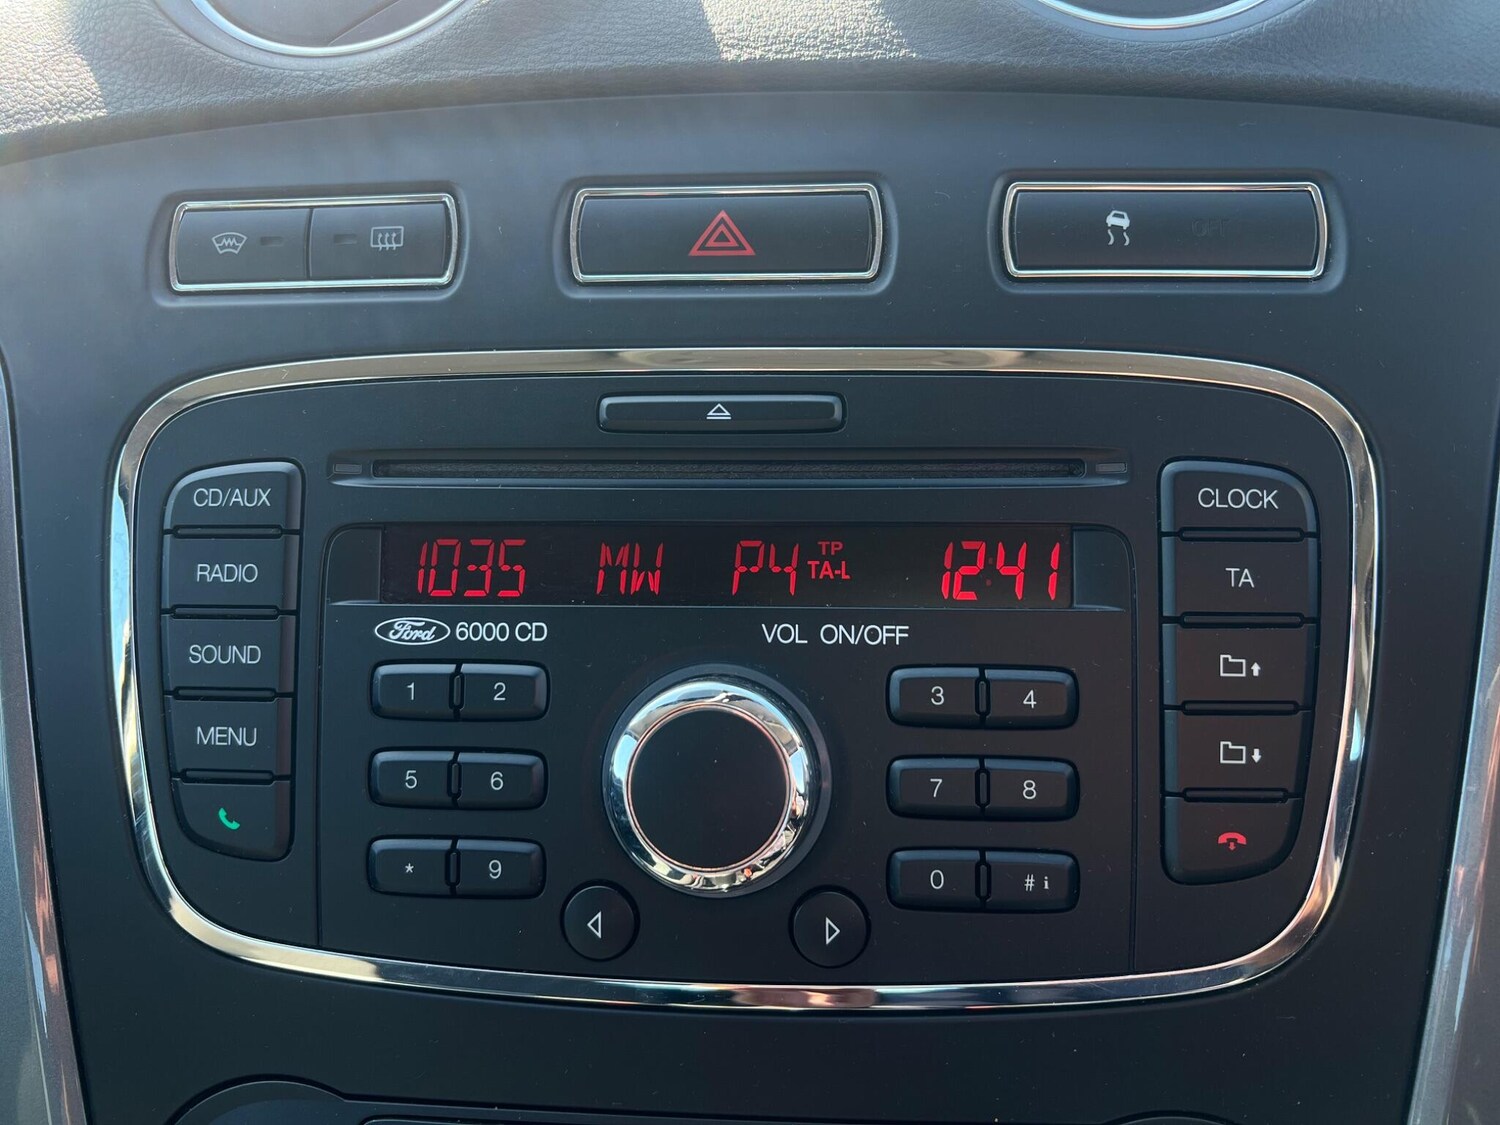 OFF
CD/AUX
RADIO
SOUND
MENU
1035 MW P4 TP TA-L 12:41
Ford 6000 CD
VOL ON/OFF
1 2 3 4
5 6 7 8
* 9 0 # i
CLOCK
TA